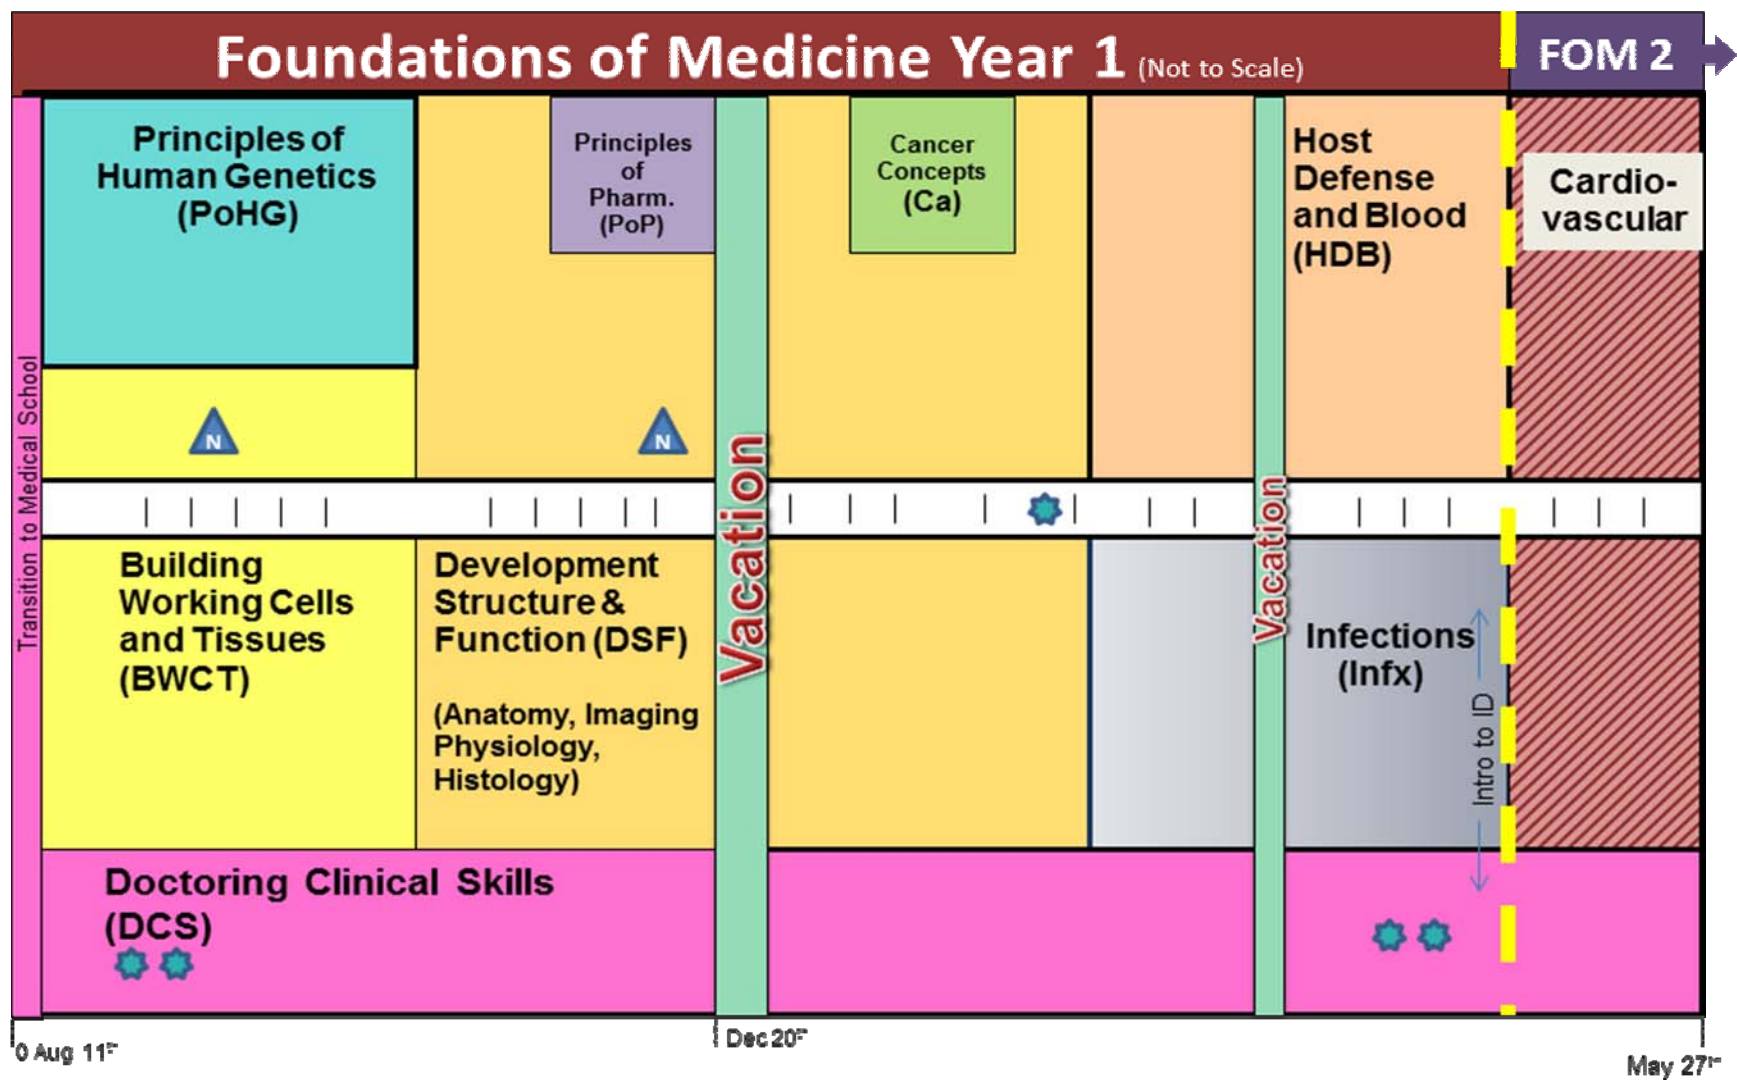 Foundations of Medicine Year 1 (Not to Scale)
FOM 2
Transition to Medical School
Principles of
Human Genetics
(PoHG)
Principles
of
Pharm.
(PoP)
Cancer
Concepts
(Ca)
Host
Defense
and Blood
(HDB)
Cardio-
vascular
N
N
Vacation
Vacation
Building
Working Cells
and Tissues
(BWCT)
Development
Structure &
Function (DSF)
(Anatomy, Imaging
Physiology,
Histology)
Infections
(Infx)
Intro to ID
Doctoring Clinical Skills
(DCS)
0 Aug 11
Dec 20
May 27